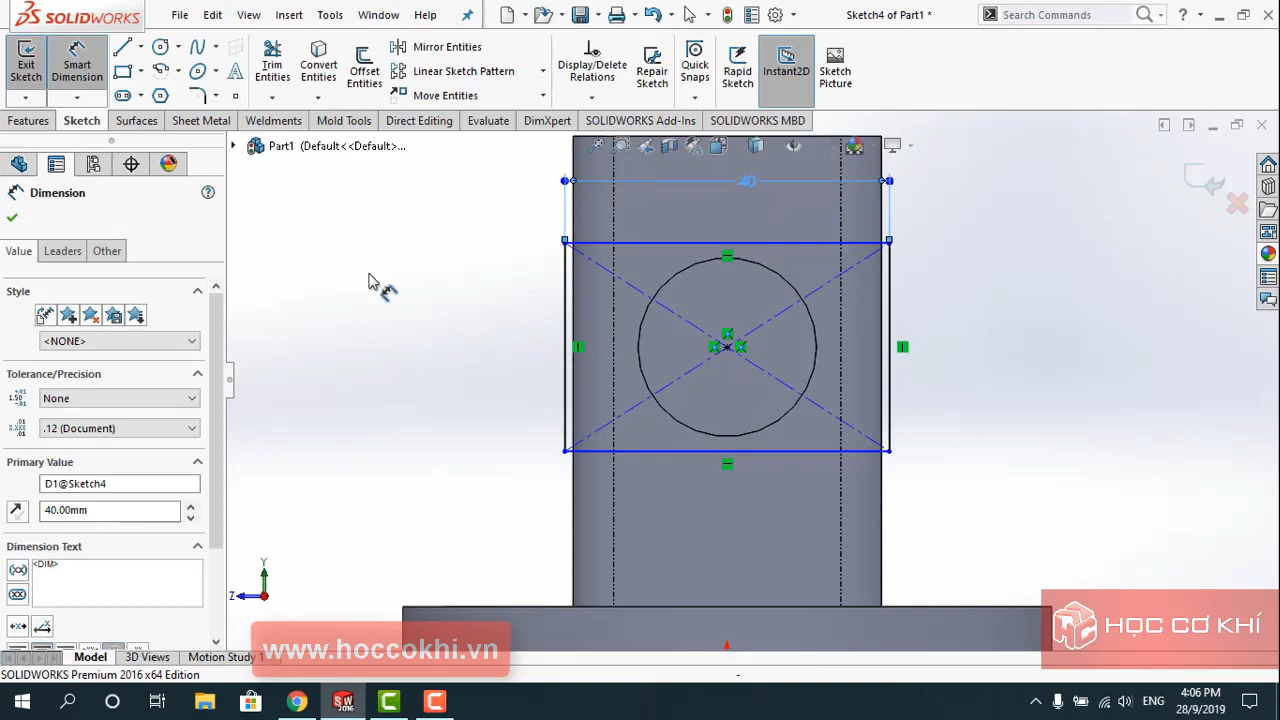 SOLIDWORKS
File Edit View Insert Tools Window Help
Sketch4 of Part1 *
Search Commands
Exit Sketch
Smart Dimension
Trim Entities
Convert Entities
Offset Entities
Mirror Entities
Linear Sketch Pattern
Move Entities
Display/Delete Relations
Repair Sketch
Quick Snaps
Rapid Sketch
Instant2D
Sketch Picture
Features Sketch Surfaces Sheet Metal Weldments Mold Tools Direct Editing Evaluate DimXpert SOLIDWORKS Add-Ins SOLIDWORKS MBD
Part1 (Default<<Default>...
Dimension
Value Leaders Other
Style
<NONE>
Tolerance/Precision
None
.12 (Document)
Primary Value
D1@Sketch4
40.00mm
Dimension Text
<DIM>
40
Y
Z
www.hoccokhi.vn
HỌC CƠ KHÍ
Model 3D Views Motion Study 1
SOLIDWORKS Premium 2016 x64 Edition
-
SW
2016
ENG
4:06 PM
28/9/2019